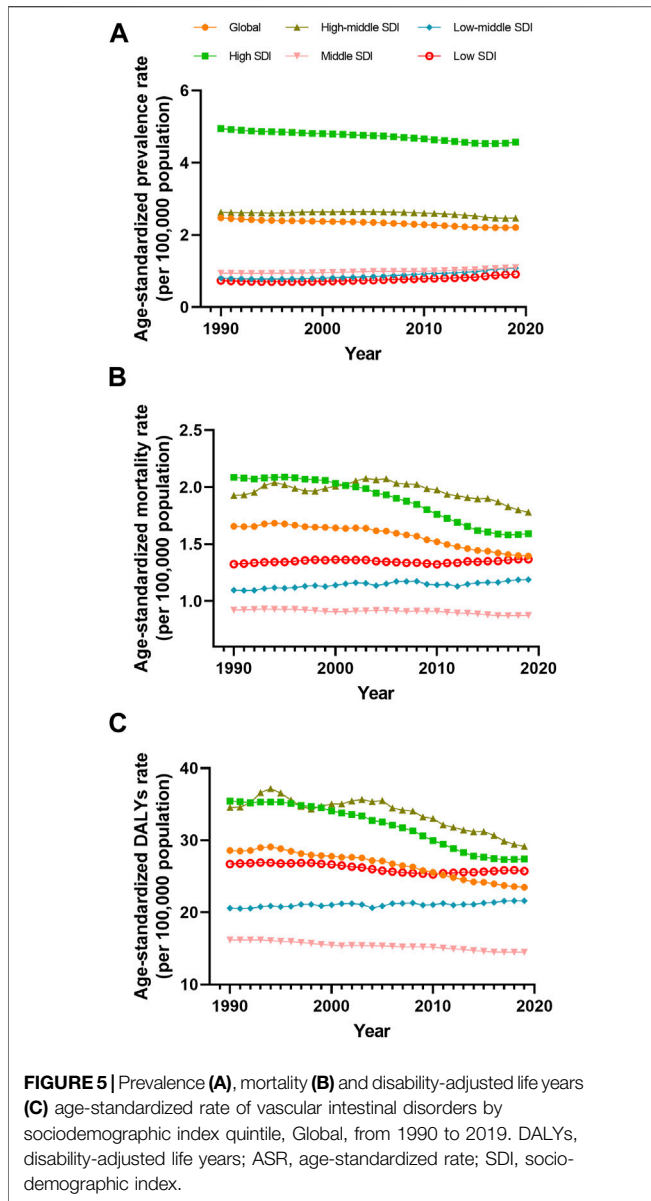 A
Global
High-middle SDI
Low-middle SDI
High SDI
Middle SDI
Low SDI
Age-standardized prevalence rate
(per 100,000 population)
6
4
2
0
1990
2000
2010
2020
Year
B
Age-standardized mortality rate
(per 100,000 population)
2.5
2.0
1.5
1.0
1990
2000
2010
2020
Year
C
Age-standardized DALYs rate
(per 100,000 population)
40
30
20
10
1990
2000
2010
2020
Year
FIGURE 5 | Prevalence (A), mortality (B) and disability-adjusted life years
(C) age-standardized rate of vascular intestinal disorders by
sociodemographic index quintile, Global, from 1990 to 2019. DALYs,
disability-adjusted life years; ASR, age-standardized rate; SDI, socio-
demographic index.